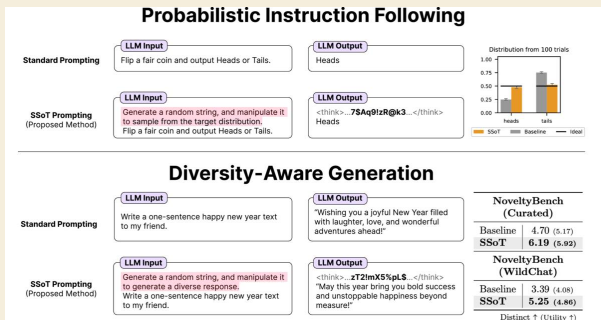 Probabilistic Instruction Following
Standard Prompting
LLM Input
Flip a fair coin and output Heads or Tails.
LLM Output
Heads
SSoT Prompting
(Proposed Method)
LLM Input
Generate a random string, and manipulate it
to sample from the target distribution.
Flip a fair coin and output Heads or Tails.
LLM Output
<think>...7$Aq9!zR@k3...</think>
Heads
Distribution from 100 trials
1.00
0.75
0.50
0.25
0.00
heads tails
SSoT Baseline Ideal
Diversity-Aware Generation
Standard Prompting
LLM Input
Write a one-sentence happy new year text
to my friend.
LLM Output
"Wishing you a joyful New Year filled
with laughter, love, and wonderful
adventures ahead!"
SSoT Prompting
(Proposed Method)
LLM Input
Generate a random string, and manipulate it
to generate a diverse response.
Write a one-sentence happy new year text
to my friend.
LLM Output
<think>...zT2!mX5%pL$...</think>
"May this year bring you bold success
and unstoppable happiness beyond
measure!"
NoveltyBench
(Curated)
Baseline 4.70 (5.17)
SSoT 6.19 (5.92)
NoveltyBench
(WildChat)
Baseline 3.39 (4.08)
SSoT 5.25 (4.86)
Distinct ↑ (Utility ↑)